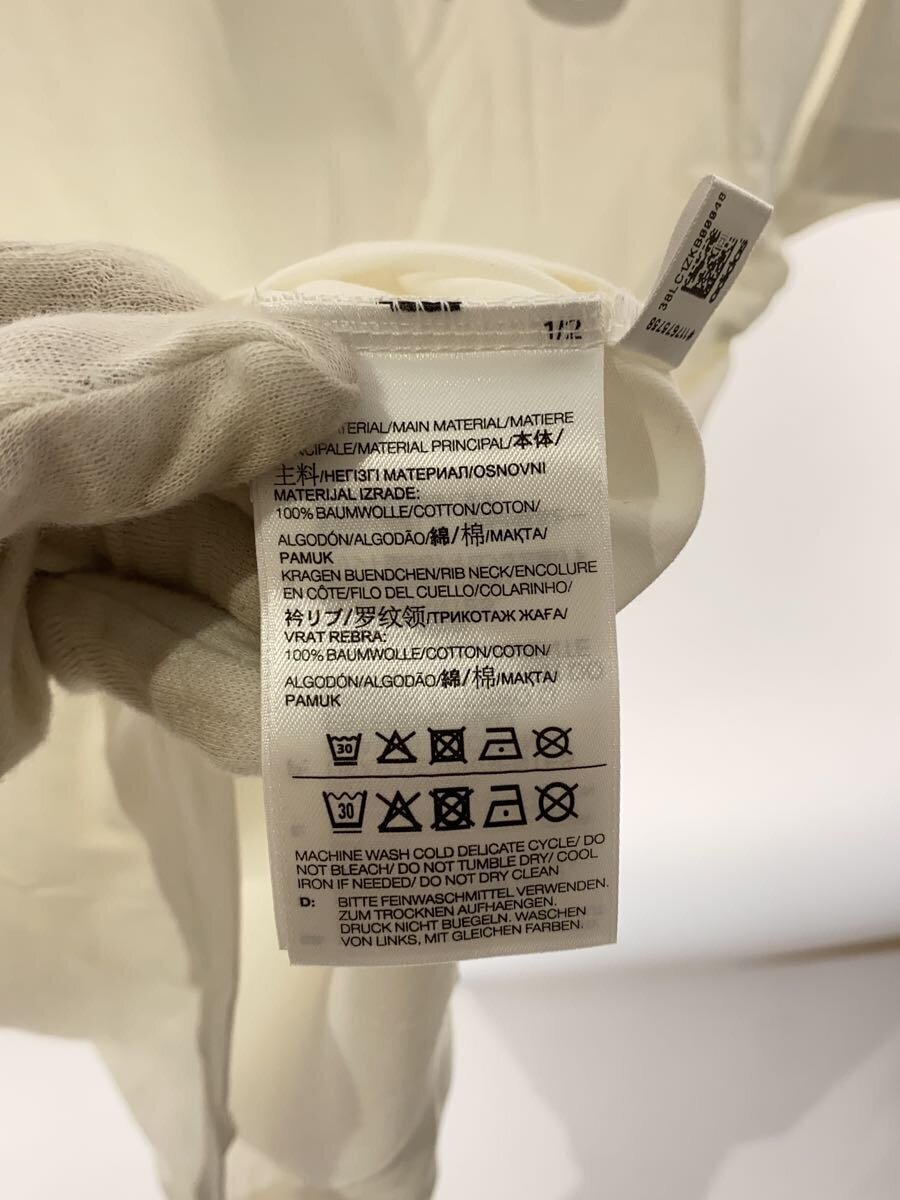 38LC1ZKB00048
adidas
#117675738
1/2
MATERIAL/MAIN MATERIAL/MATIERE
/MATERIAL PRINCIPAL/本体/
主料/НЕГІЗГІ МАТЕРИАЛ/OSNOVNI
MATERIJAL IZRADE:
100% BAUMWOLLE/COTTON/COTON/
ALGODÓN/ALGODÃO/綿/棉/МАҚТА/
PAMUK
KRAGEN BUENDCHEN/RIB NECK/ENCOLURE
EN CÔTE/FILO DEL CUELLO/COLARINHO/
衿リブ/罗纹领/ТРИКОТАЖ ЖАҒА/
VRAT REBRA:
100% BAUMWOLLE/COTTON/COTON/
ALGODÓN/ALGODÃO/綿/棉/МАҚТА/
PAMUK
30
30
MACHINE WASH COLD DELICATE CYCLE/ DO
NOT BLEACH/ DO NOT TUMBLE DRY/ COOL
IRON IF NEEDED/ DO NOT DRY CLEAN
D: BITTE FEINWASCHMITTEL VERWENDEN.
ZUM TROCKNEN AUFHAENGEN.
DRUCK NICHT BUEGELN. WASCHEN
VON LINKS, MIT GLEICHEN FARBEN.